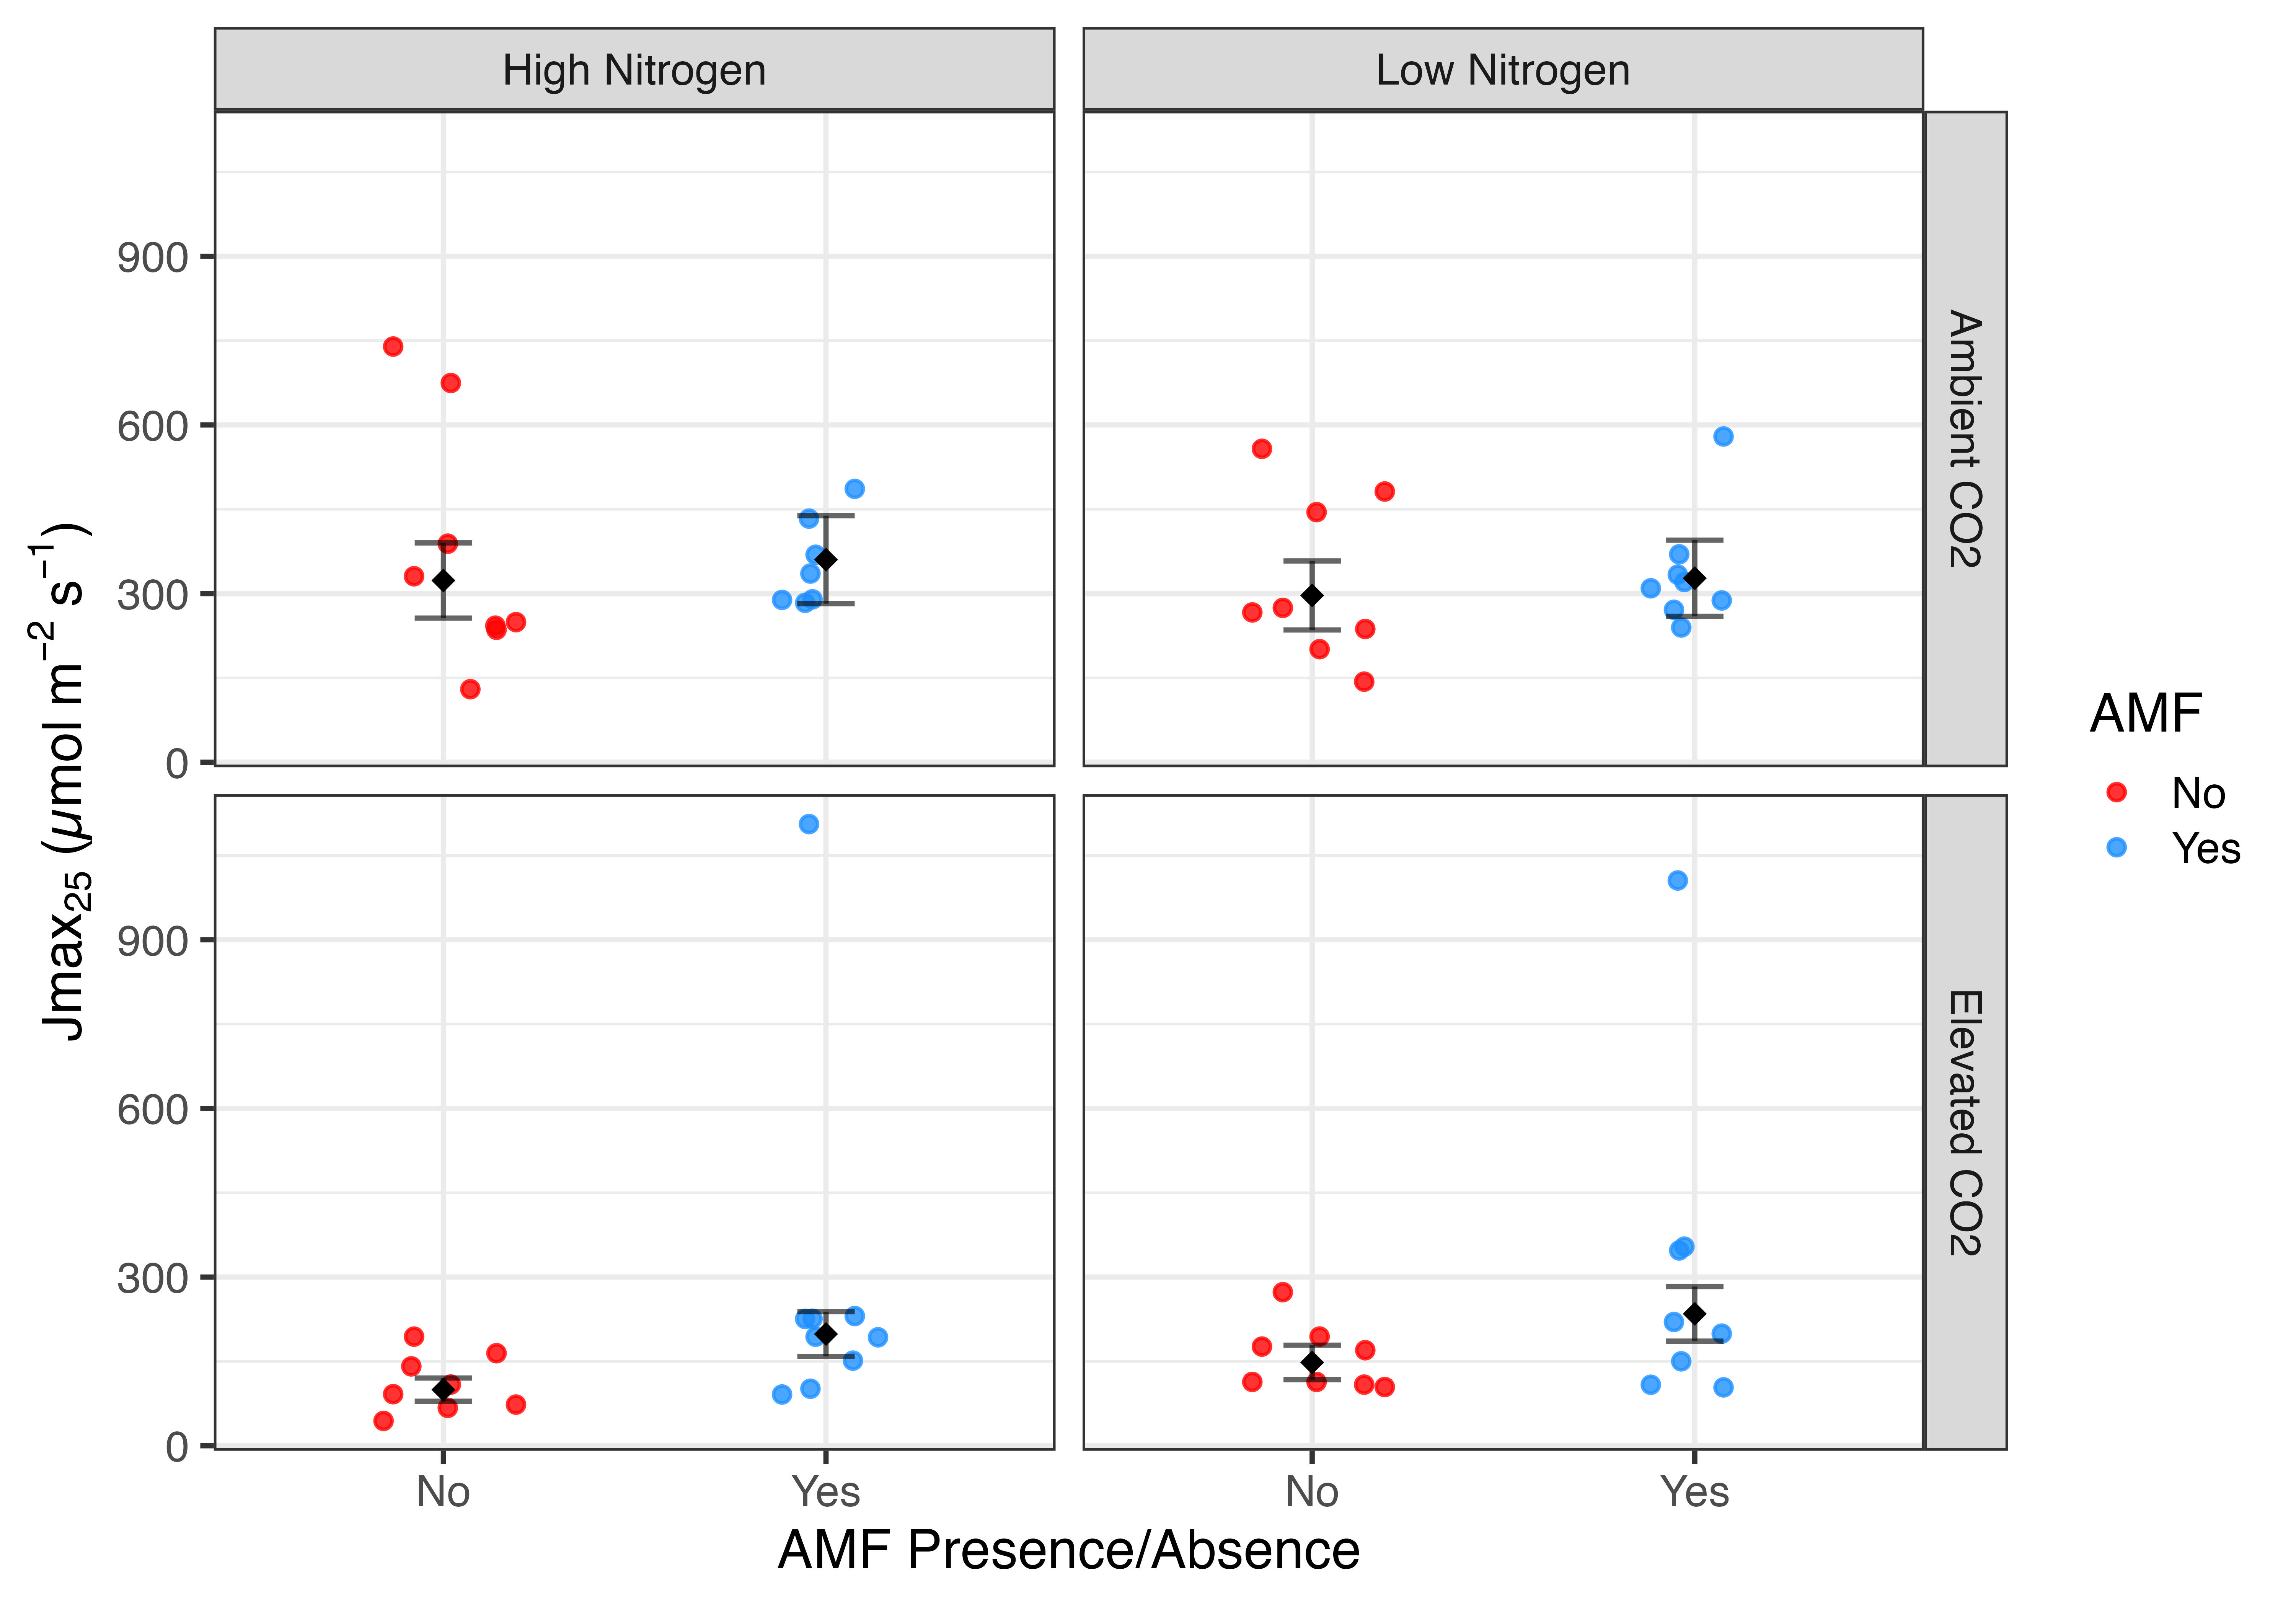 High Nitrogen
Low Nitrogen
Ambient CO2
Elevated CO2
900
600
300
0
900
600
300
0
Jmax₂₅ (μmol m⁻² s⁻¹)
No
Yes
No
Yes
AMF Presence/Absence
AMF
No
Yes